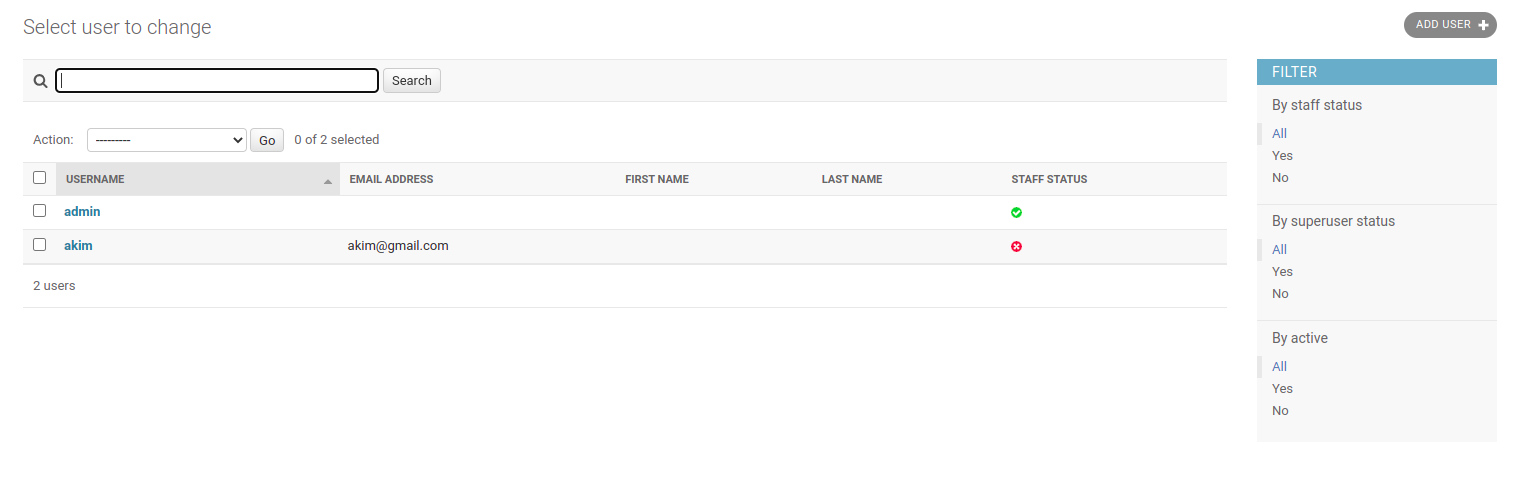 Select user to change
ADD USER
Search
Action: --------- Go 0 of 2 selected
USERNAME EMAIL ADDRESS FIRST NAME LAST NAME STAFF STATUS
admin
akim akim@gmail.com
2 users
FILTER
By staff status
All
Yes
No
By superuser status
All
Yes
No
By active
All
Yes
No